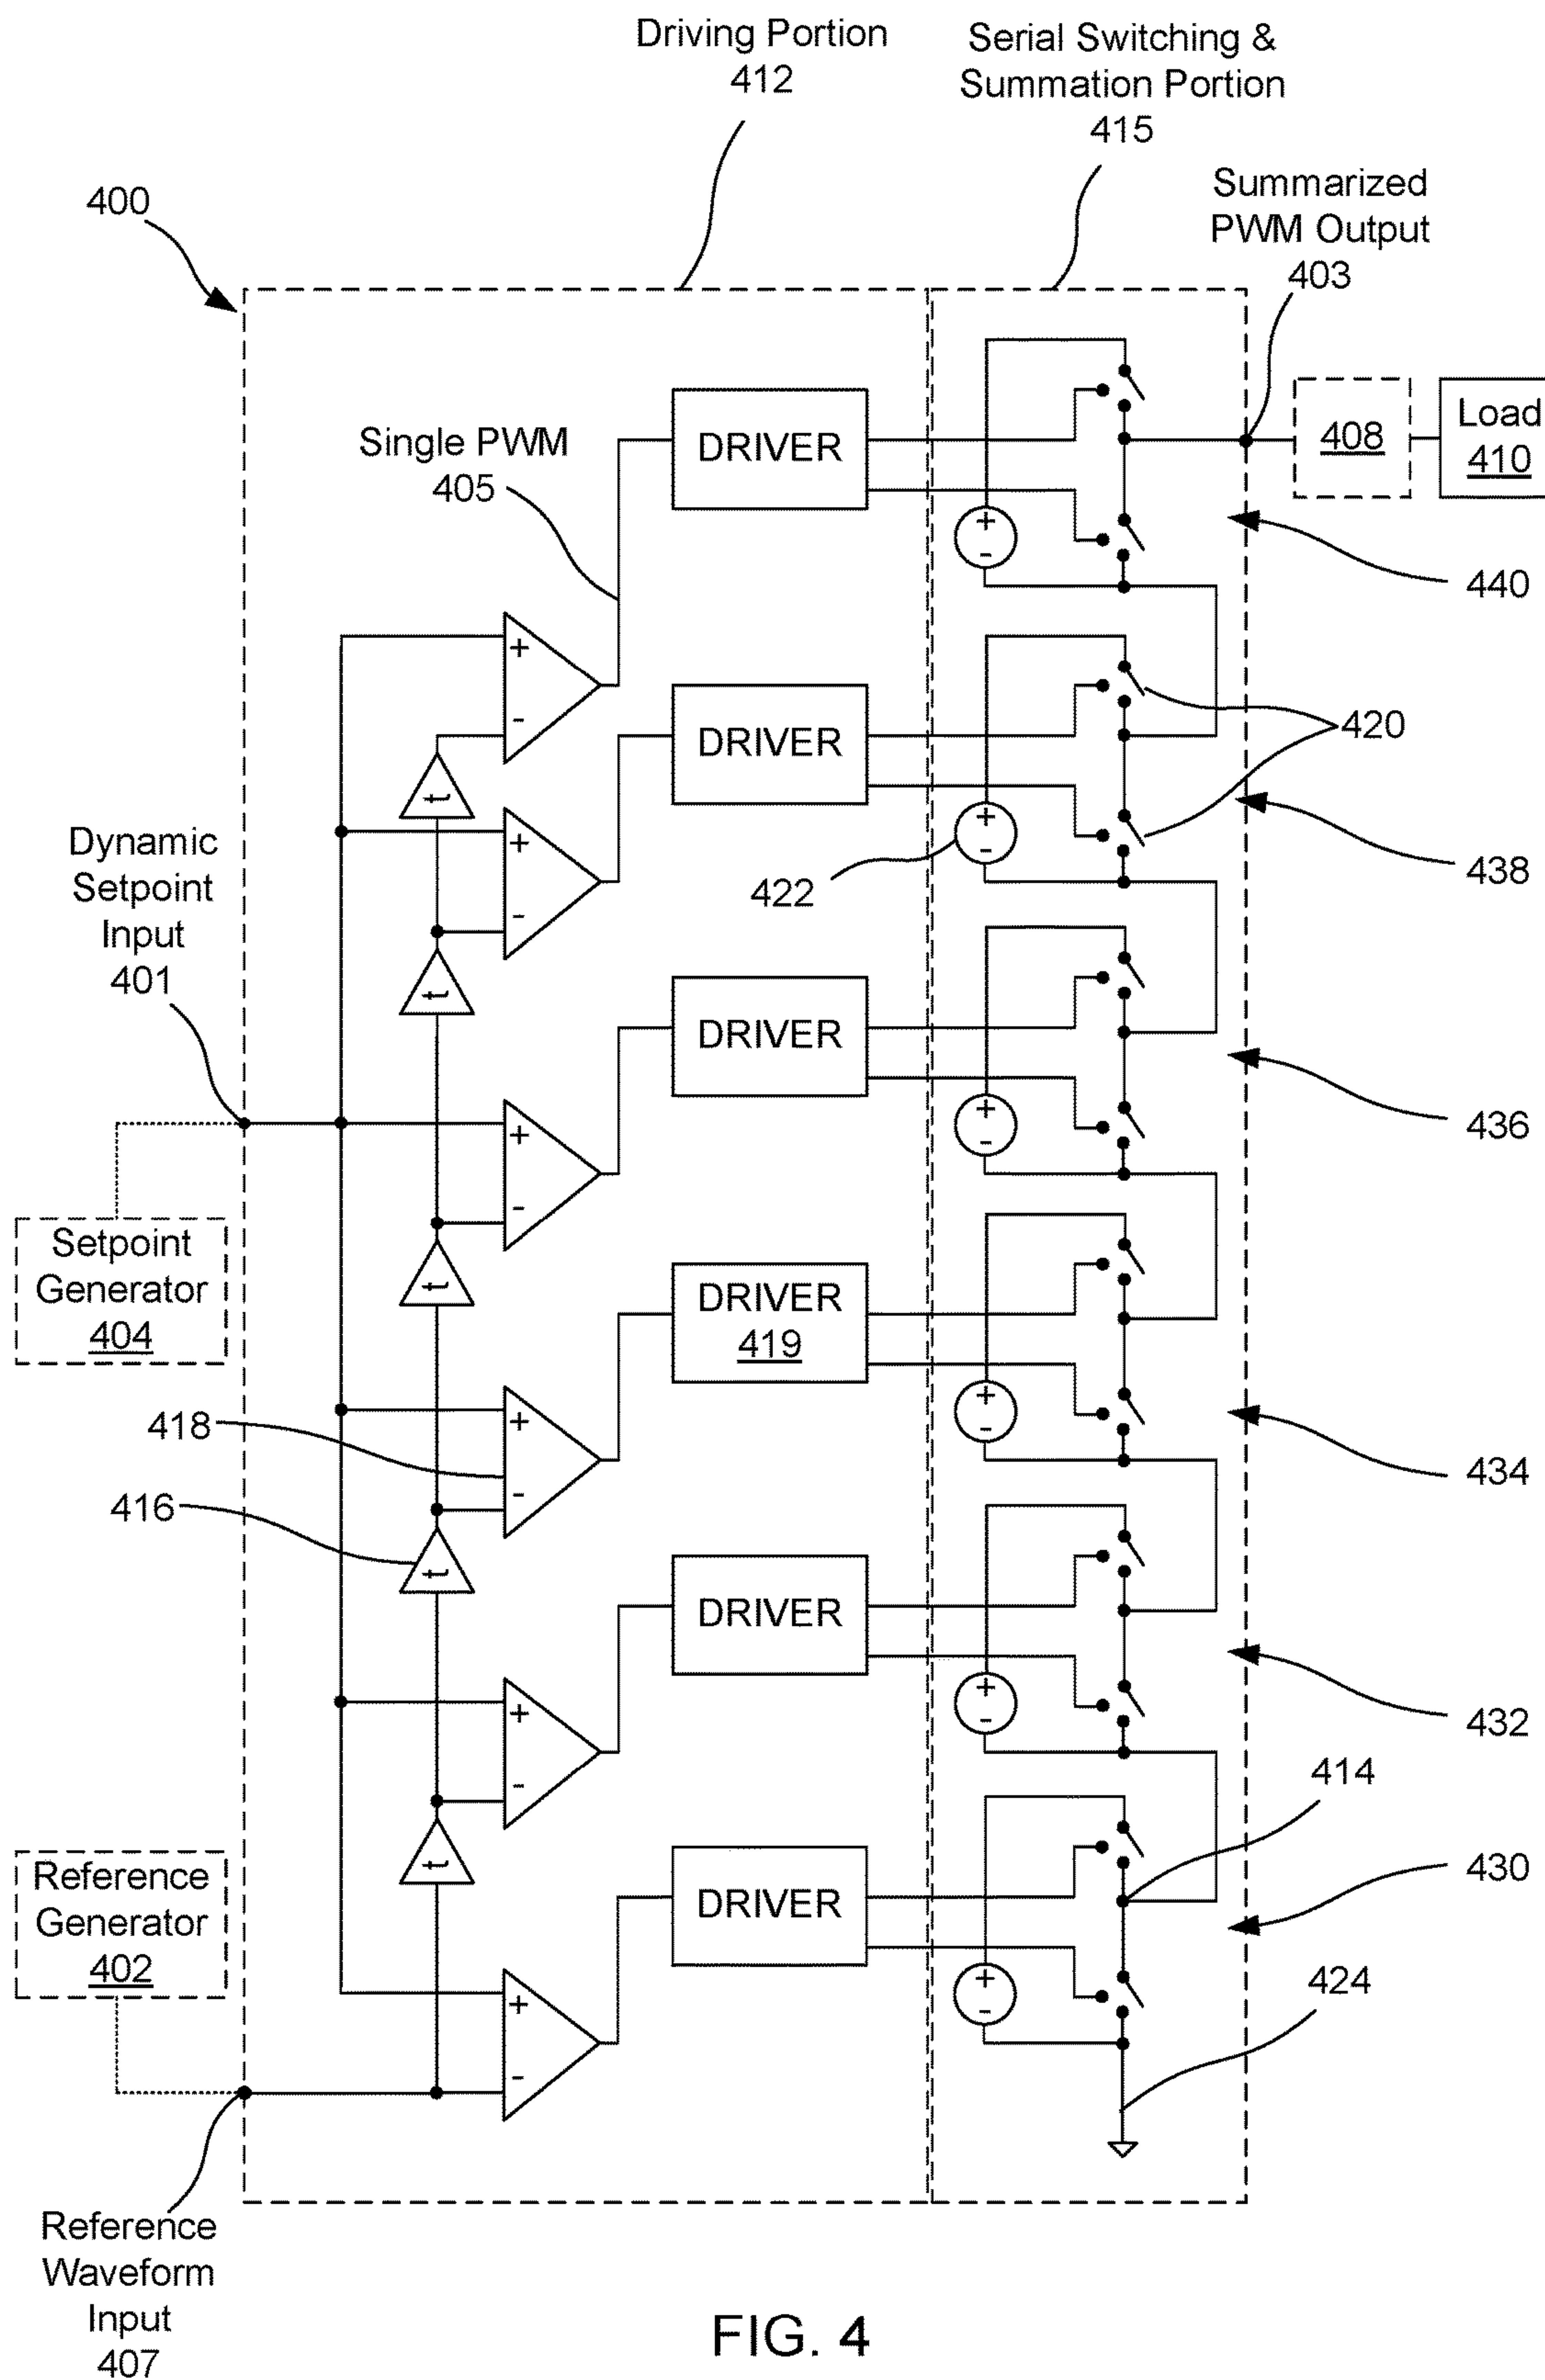 Driving Portion
412
Serial Switching &
Summation Portion
415
Summarized
PWM Output
403
400
Single PWM
405
DRIVER
408
Load
410
+
-
440
+
-
t
DRIVER
420
+
-
422
438
Dynamic
Setpoint
Input
401
+
-
t
DRIVER
+
-
436
+
-
t
Setpoint
Generator
404
DRIVER
419
+
-
434
418
+
-
416
t
DRIVER
+
-
432
+
-
t
414
430
Reference
Generator
402
DRIVER
+
-
424
+
-
Reference
Waveform
Input
407
FIG. 4